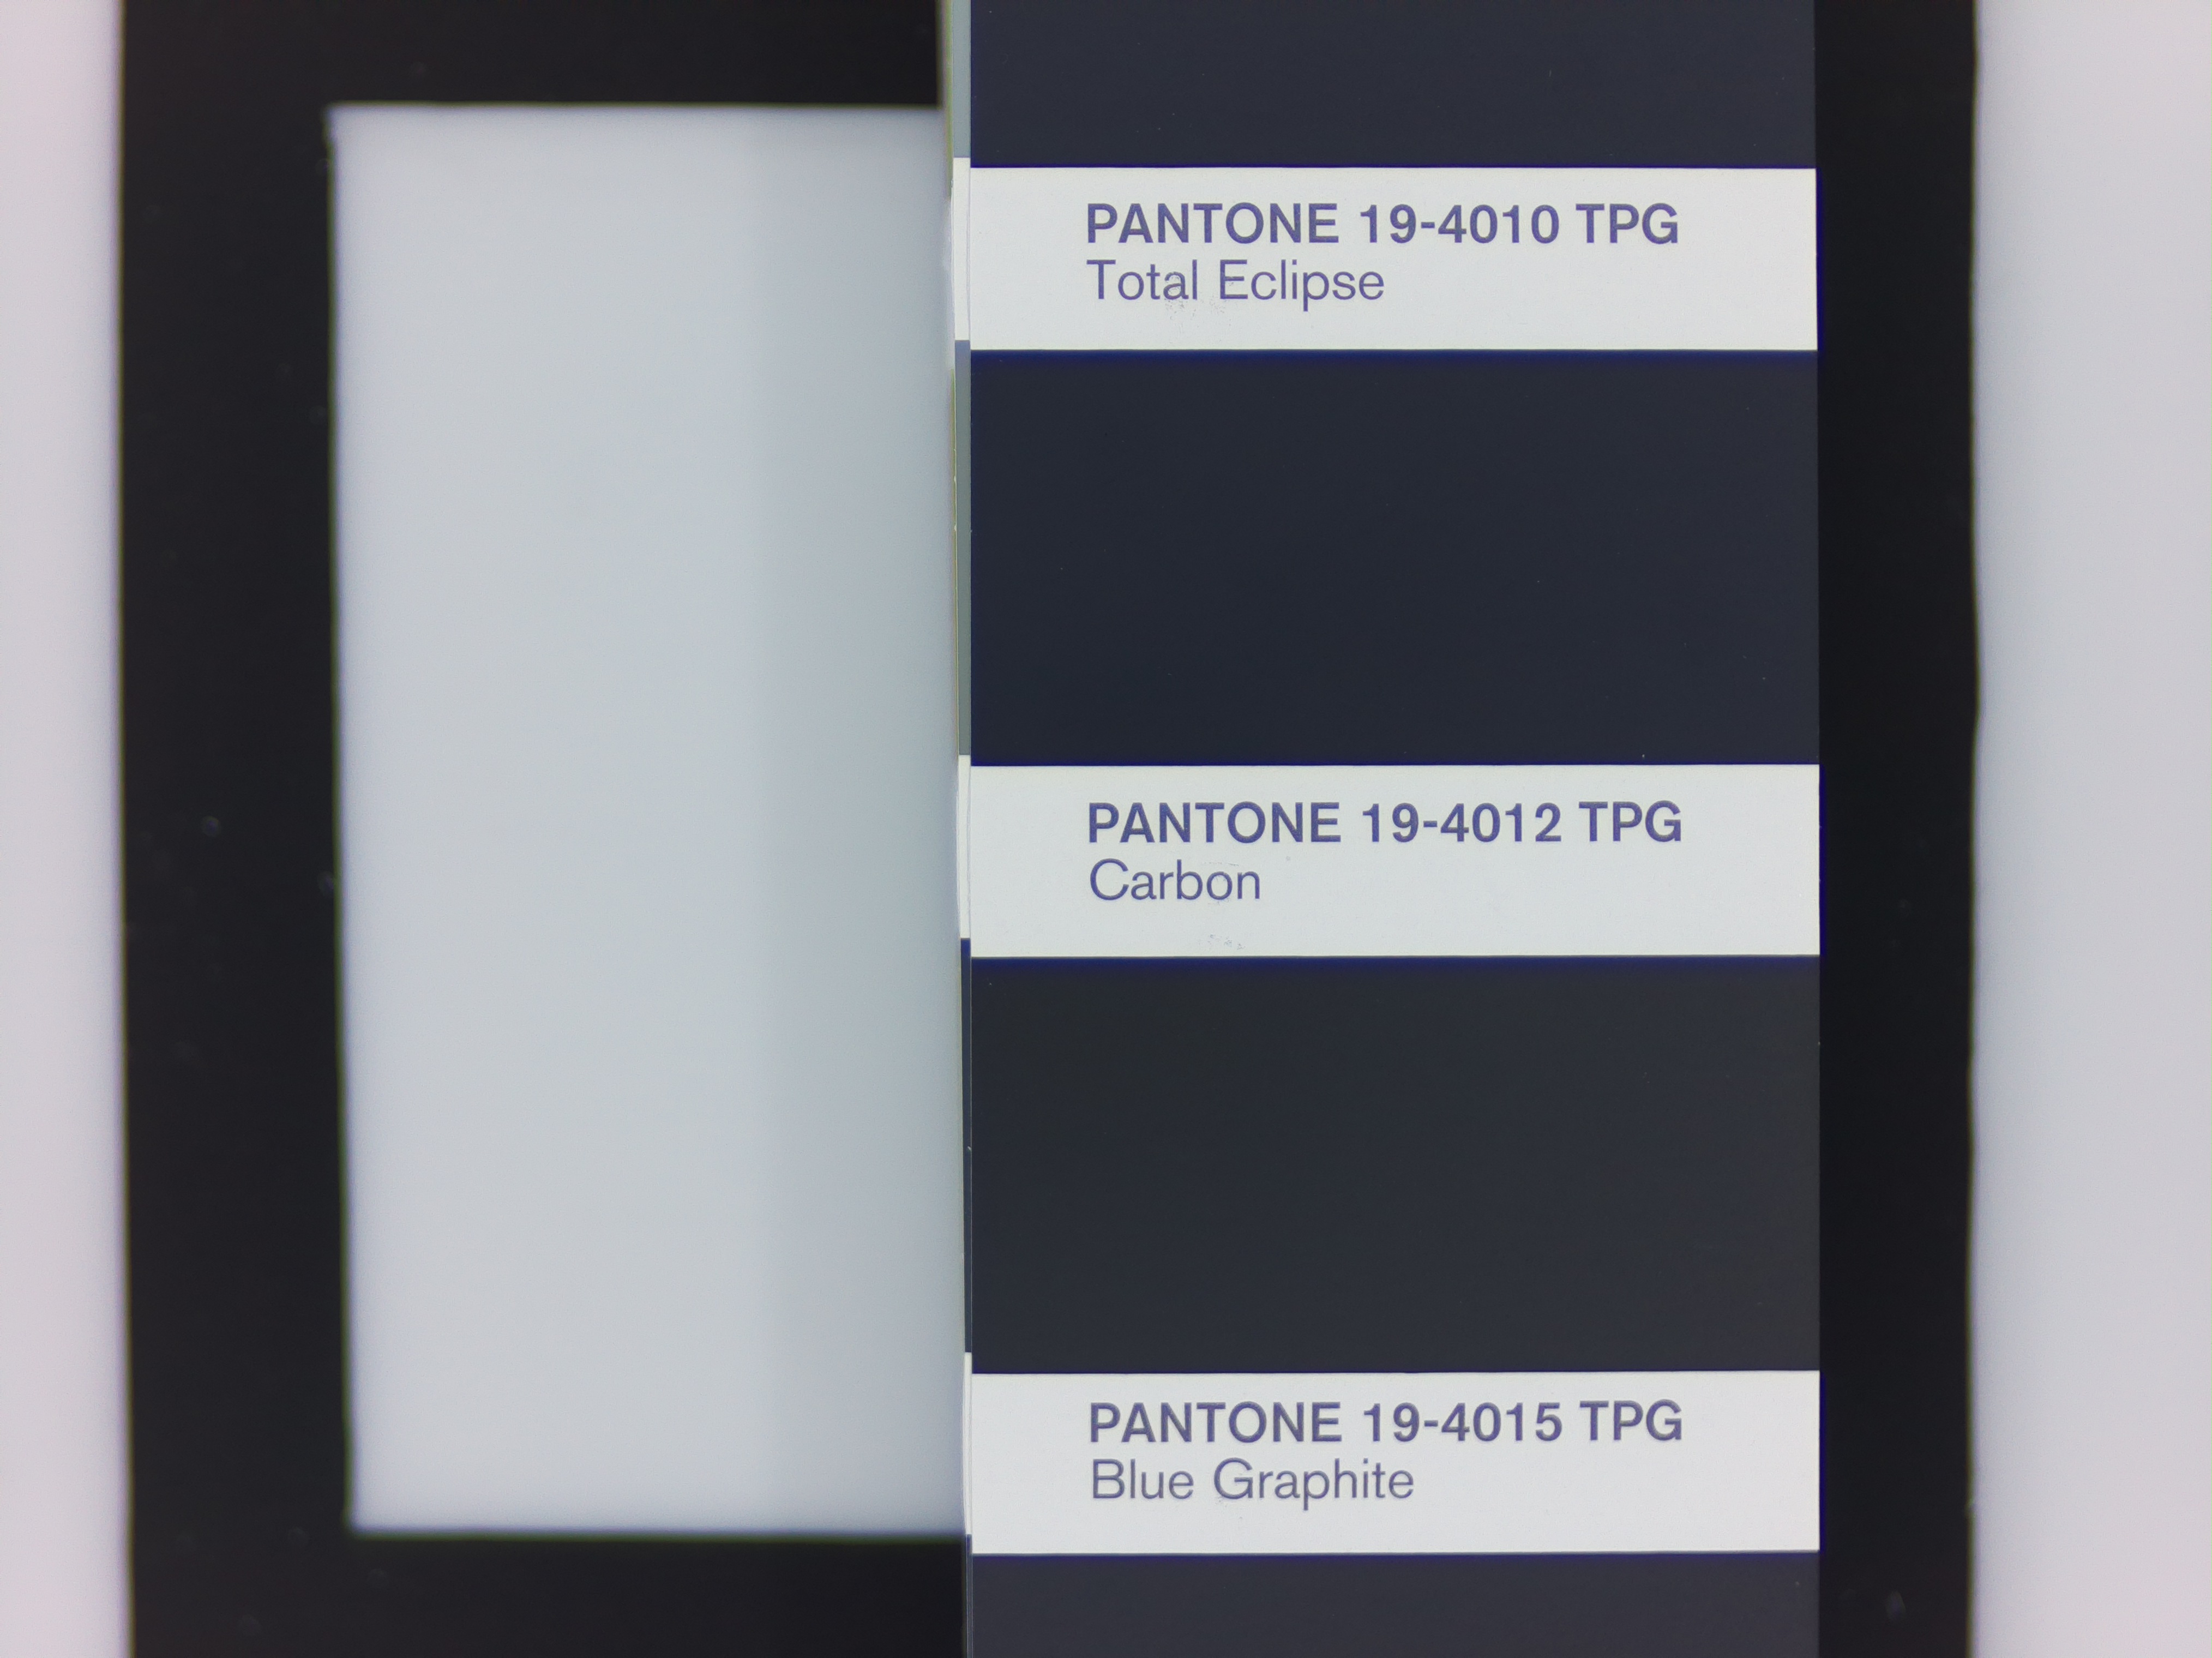 PANTONE 19-4010 TPG
Total Eclipse
PANTONE 19-4012 TPG
Carbon
PANTONE 19-4015 TPG
Blue Graphite